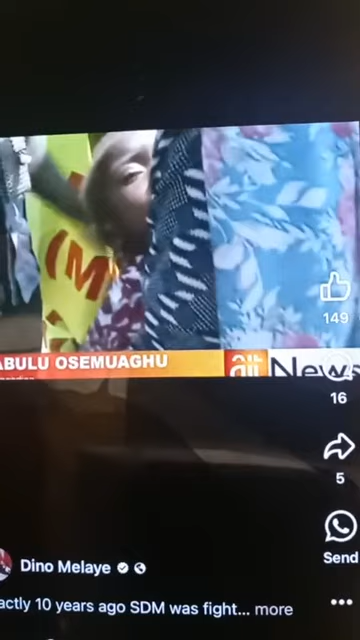 (M
ABULU OSEMUAGHU
ait News
149
16
5
Send
Dino Melaye
actly 10 years ago SDM was fight... more